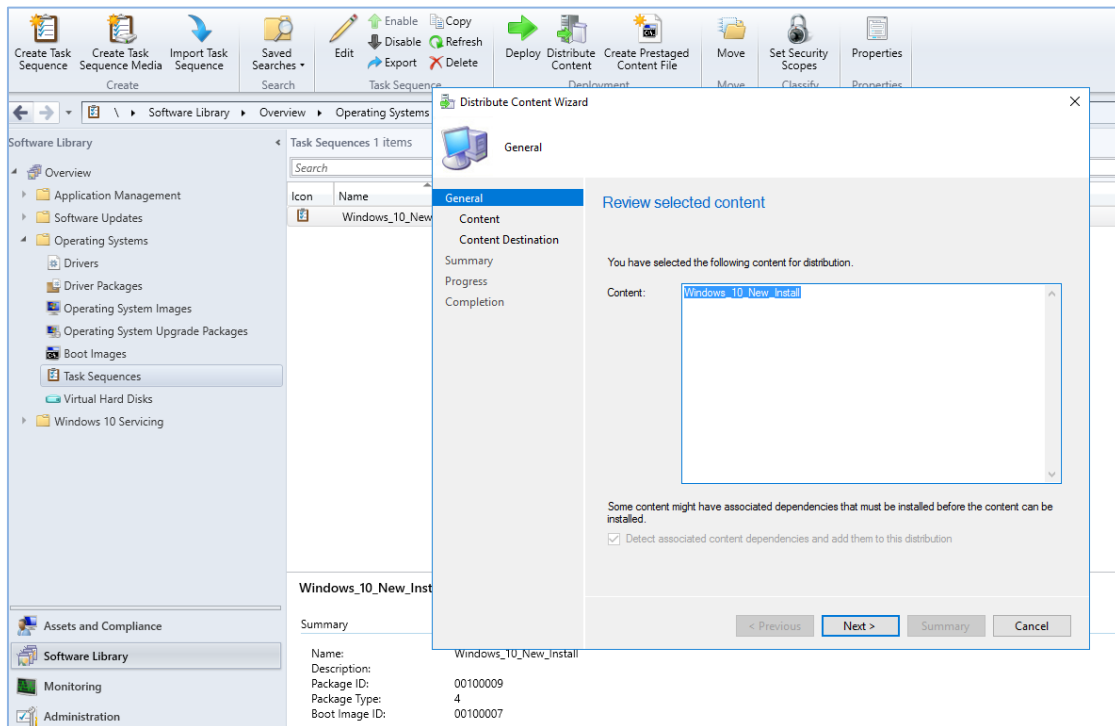 Create Task Sequence
Create Task Sequence Media
Import Task Sequence
Create
Saved Searches
Search
Edit
Enable
Disable
Export
Copy
Refresh
Delete
Task Sequence
Deploy
Distribute Content
Create Prestaged Content File
Deployment
Move
Move
Set Security Scopes
Classify
Properties
Properties
\ Software Library Overview Operating Systems
Software Library
Overview
Application Management
Software Updates
Operating Systems
Drivers
Driver Packages
Operating System Images
Operating System Upgrade Packages
Boot Images
Task Sequences
Virtual Hard Disks
Windows 10 Servicing
Assets and Compliance
Software Library
Monitoring
Administration
Task Sequences 1 items
Search
Icon Name
Windows_10_New
Distribute Content Wizard
General
General
Content
Content Destination
Summary
Progress
Completion
Review selected content
You have selected the following content for distribution.
Content:
Windows_10_New_Install
Some content might have associated dependencies that must be installed before the content can be
installed.
Detect associated content dependencies and add them to this distribution
< Previous Next > Summary Cancel
Windows_10_New_Inst
Summary
Name: Windows_10_New_Install
Description:
Package ID: 00100009
Package Type: 4
Boot Image ID: 00100007